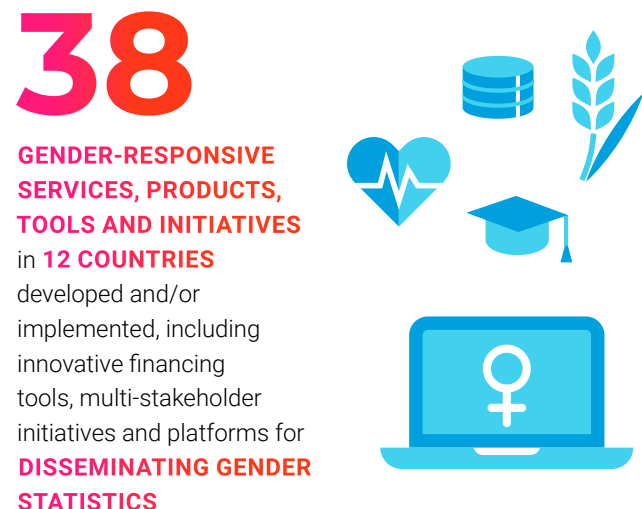 38
GENDER-RESPONSIVE
SERVICES, PRODUCTS,
TOOLS AND INITIATIVES
in 12 COUNTRIES
developed and/or
implemented, including
innovative financing
tools, multi-stakeholder
initiatives and platforms for
DISSEMINATING GENDER
STATISTICS